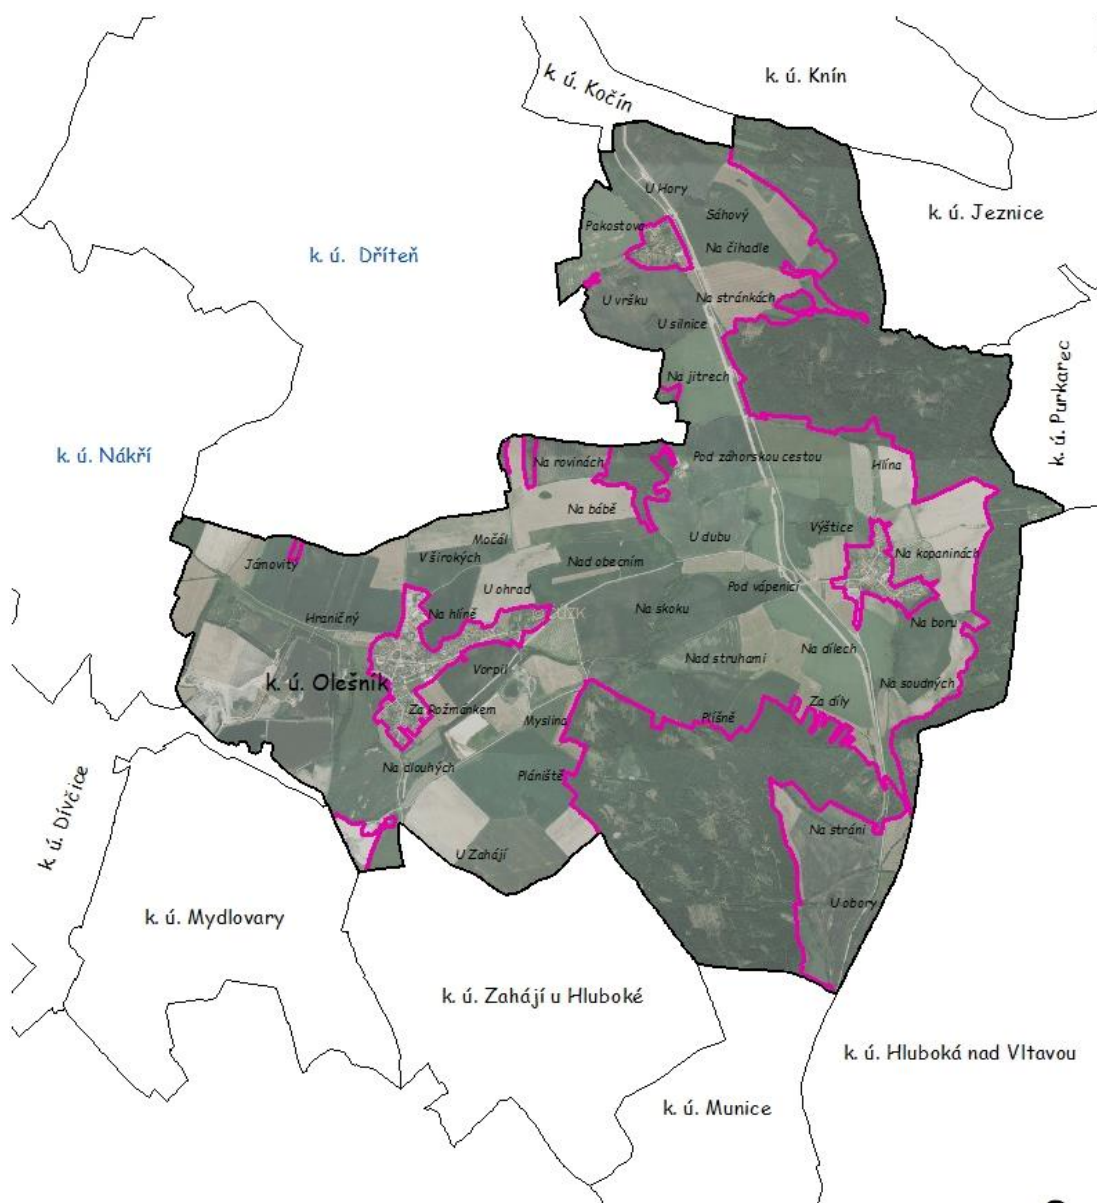 k. ú. Knín
k. ú. Kočín
U Hory
Sáhový
k. ú. Jeznice
Pakostova
Na čihadle
k. ú. Dříteň
U vršku
Na stránkách
U silnice
Na jitrech
k. ú. Purkarec
k. ú. Nákří
Na rovinách
Pod záhorskou cestou
Hlína
Na bábě
Močál
U dubu
Výštice
Na kopaninách
V širokých
Jámovitý
Nad obecním
U ohrad
Pod vápenicí
Hraničný
Na hlíně
Na skoku
Na boru
Nad struhami
Na dílech
Vorpil
k. ú. Olešník
Na soudných
Za Rožmankem
Myslina
Plíšně
Za díly
Na dlouhých
Plániště
k. ú. Dívčice
Na stráni
U Zahájí
U obory
k. ú. Mydlovary
k. ú. Zahájí u Hluboké
k. ú. Hluboká nad Vltavou
k. ú. Munice